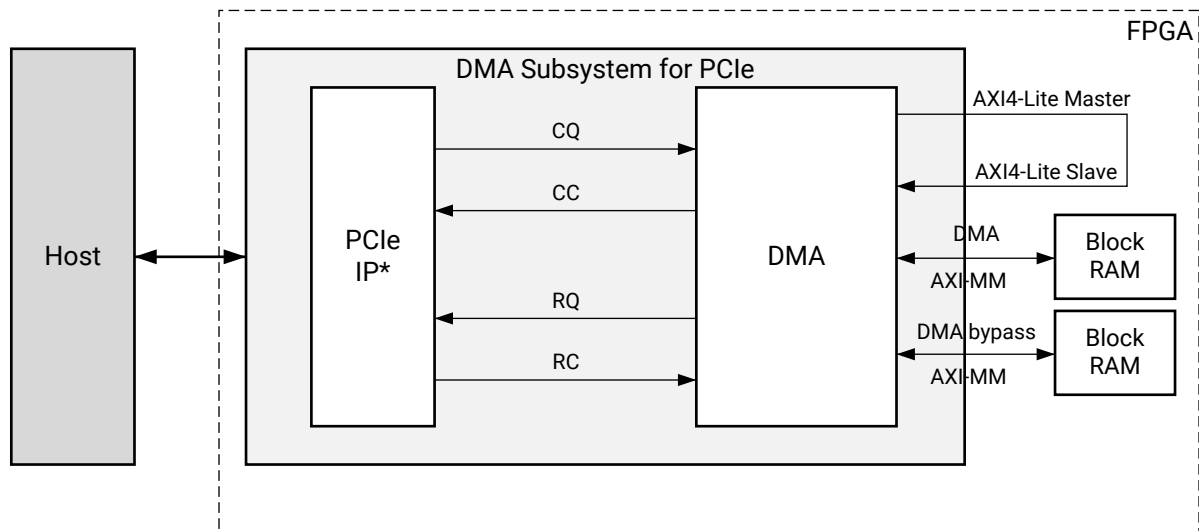 FPGA
DMA Subsystem for PCIe
AXI4-Lite Master
CQ
AXI4-Lite Slave
CC
Host
PCIe
IP*
DMA
DMA
AXI-MM
Block
RAM
RQ
DMA bypass
AXI-MM
Block
RAM
RC